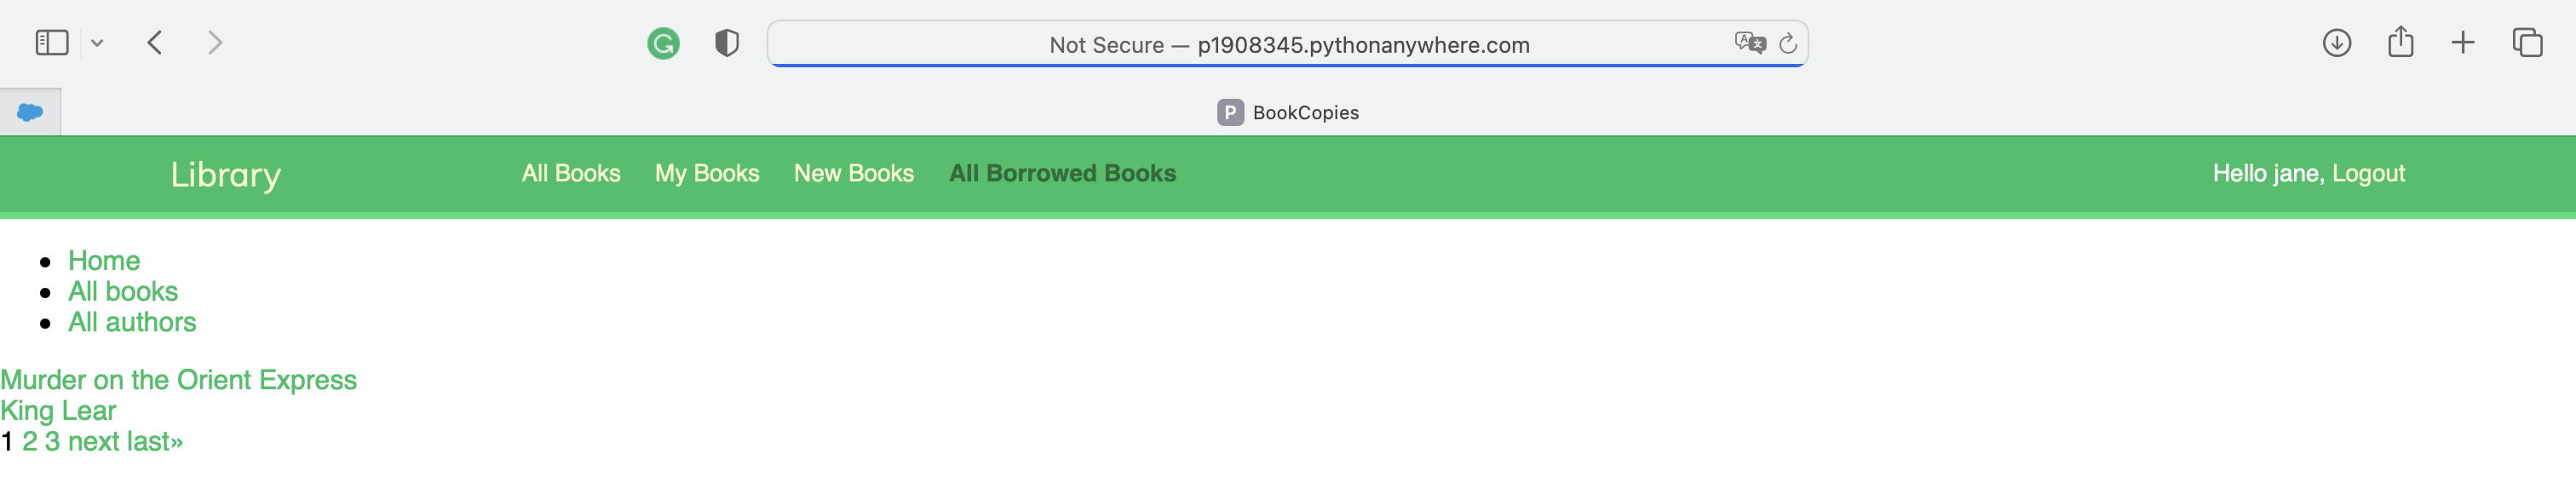 Not Secure — p1908345.pythonanywhere.com
P BookCopies
Library All Books My Books New Books All Borrowed Books Hello jane, Logout
• Home
• All books
• All authors
Murder on the Orient Express
King Lear
1 2 3 next last»